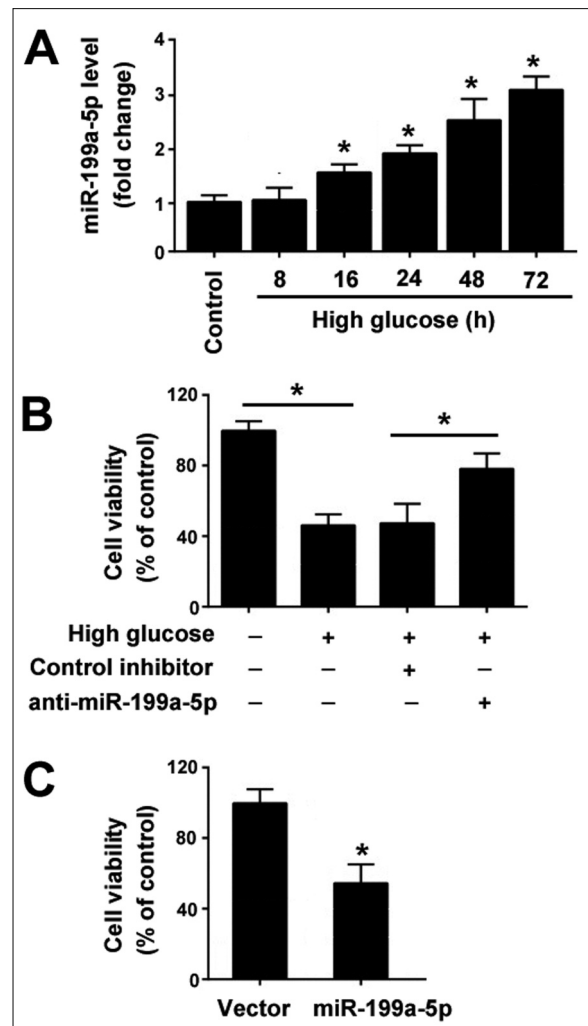 A
miR-199a-5p level
(fold change)
4
3
2
1
0
* * * *
Control 8 16 24 48 72
High glucose (h)
B
Cell viability
(% of control)
120
80
40
0
* *
High glucose – + + +
Control inhibitor – – + –
anti-miR-199a-5p – – – +
C
Cell viability
(% of control)
120
80
40
0
*
Vector miR-199a-5p